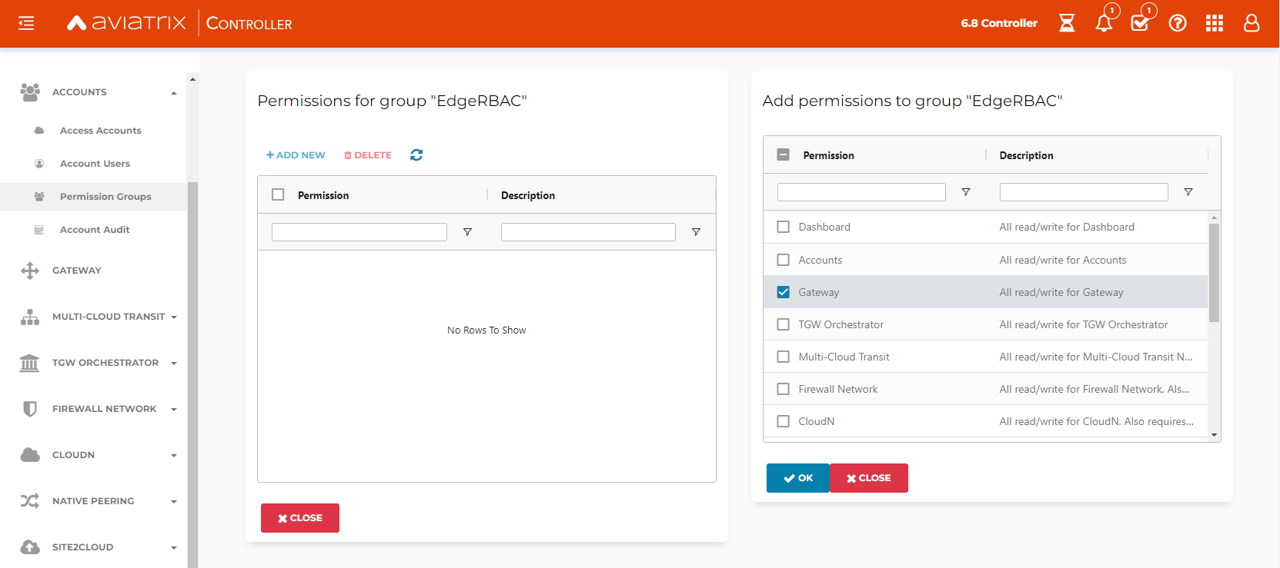 aviatrix CONTROLLER
6.8 Controller
1
1
ACCOUNTS
Access Accounts
Account Users
Permission Groups
Account Audit
GATEWAY
MULTI-CLOUD TRANSIT
TGW ORCHESTRATOR
FIREWALL NETWORK
CLOUDN
NATIVE PEERING
SITE2CLOUD
Permissions for group "EdgeRBAC"
+ ADD NEW DELETE
Permission Description
No Rows To Show
CLOSE
Add permissions to group "EdgeRBAC"
Permission Description
Dashboard All read/write for Dashboard
Accounts All read/write for Accounts
Gateway All read/write for Gateway
TGW Orchestrator All read/write for TGW Orchestrator
Multi-Cloud Transit All read/write for Multi-Cloud Transit N...
Firewall Network All read/write for Firewall Network. Als...
CloudN All read/write for CloudN. Also requires...
OK CLOSE